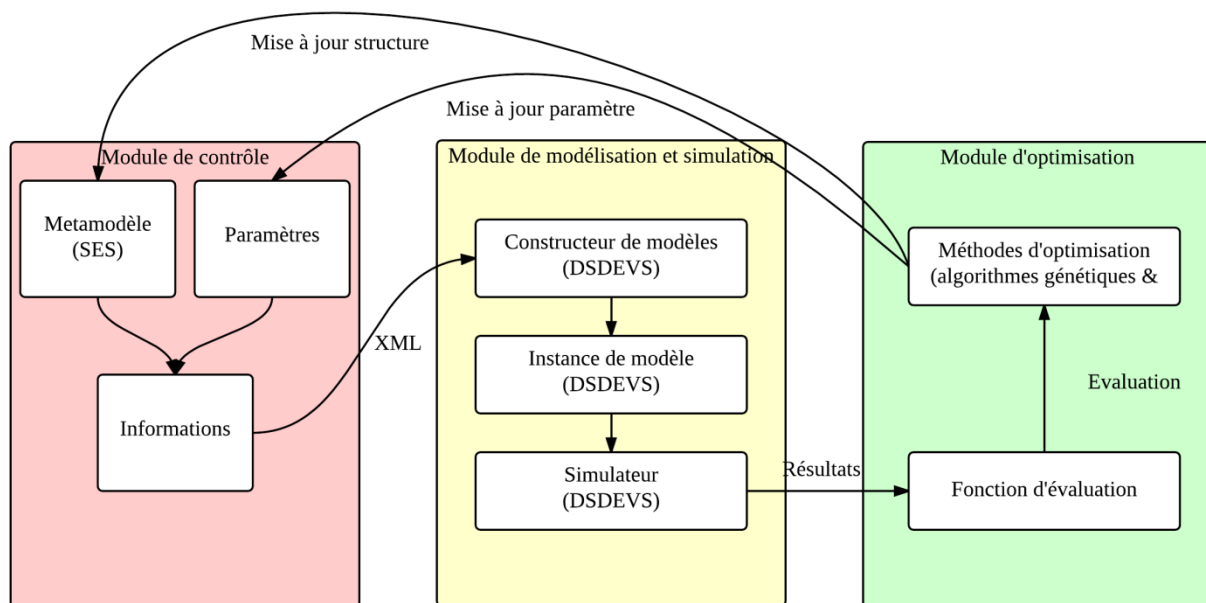 Mise à jour structure
Mise à jour paramètre
Module de contrôle
Metamodèle
(SES)
Paramètres
Informations
XML
Module de modélisation et simulation
Constructeur de modèles
(DSDEVS)
Instance de modèle
(DSDEVS)
Simulateur
(DSDEVS)
Résultats
Module d'optimisation
Méthodes d'optimisation
(algorithmes génétiques &
Evaluation
Fonction d'évaluation